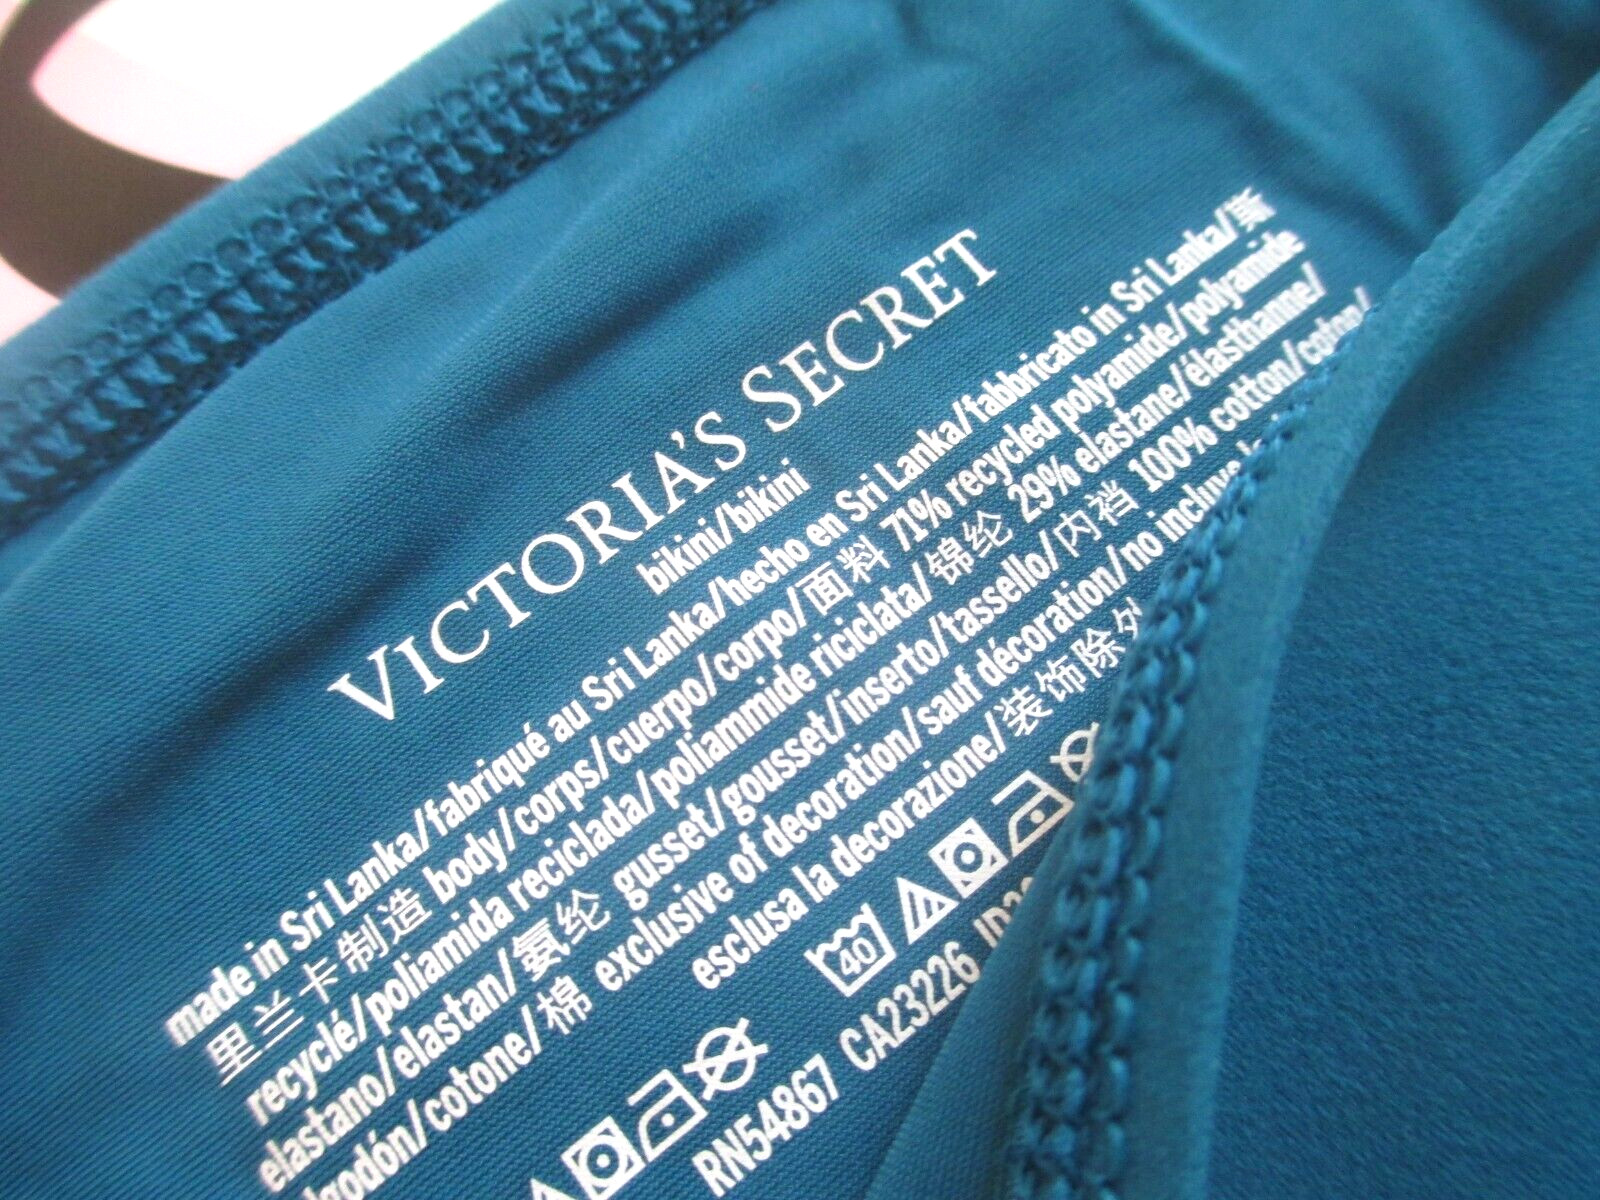 VICTORIA'S SECRET
bikini/bikini
made in Sri Lanka/fabriqué au Sri Lanka/hecho en Sri Lanka/fabbricato in Sri Lanka/斯
里兰卡制造 body/corps/cuerpo/corpo/面料 71% recycled polyamide/polyamide
recyclé/poliamida reciclada/poliammide riciclata/锦纶 29% elastane/élasthanne/
elastano/elastan/氨纶 gusset/gousset/inserto/tassello/内裆 100% cotton/coton/
algodón/cotone/棉 exclusive of decoration/sauf décoration/no incluye
esclusa la decorazione/装饰除外
40
RN54867 CA23226